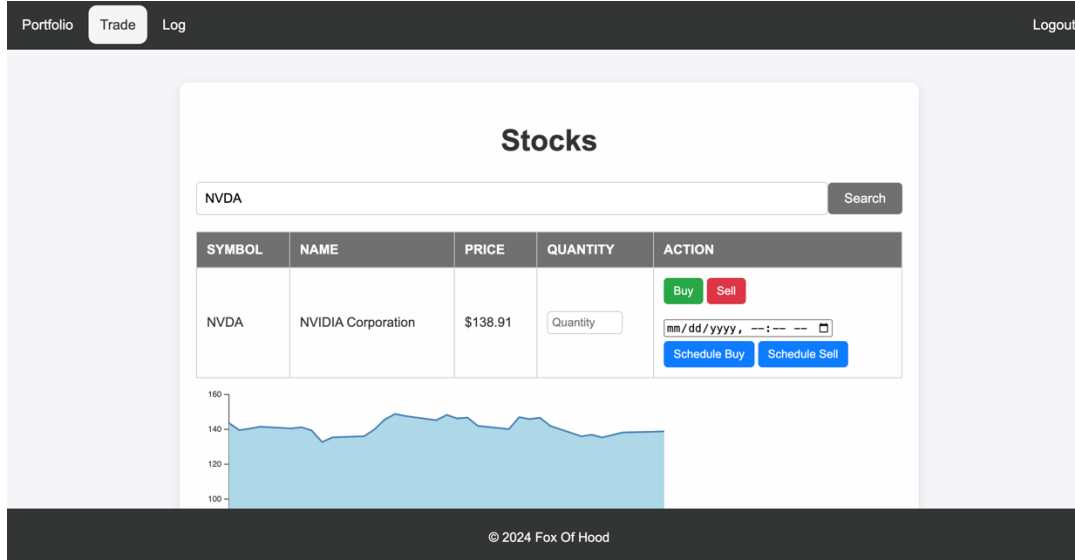 Portfolio Trade Log Logout
Stocks
NVDA Search
SYMBOL NAME PRICE QUANTITY ACTION
Buy Sell
NVDA NVIDIA Corporation $138.91 Quantity
mm/dd/yyyy, --:-- --
Schedule Buy Schedule Sell
160
140
120
100
© 2024 Fox Of Hood